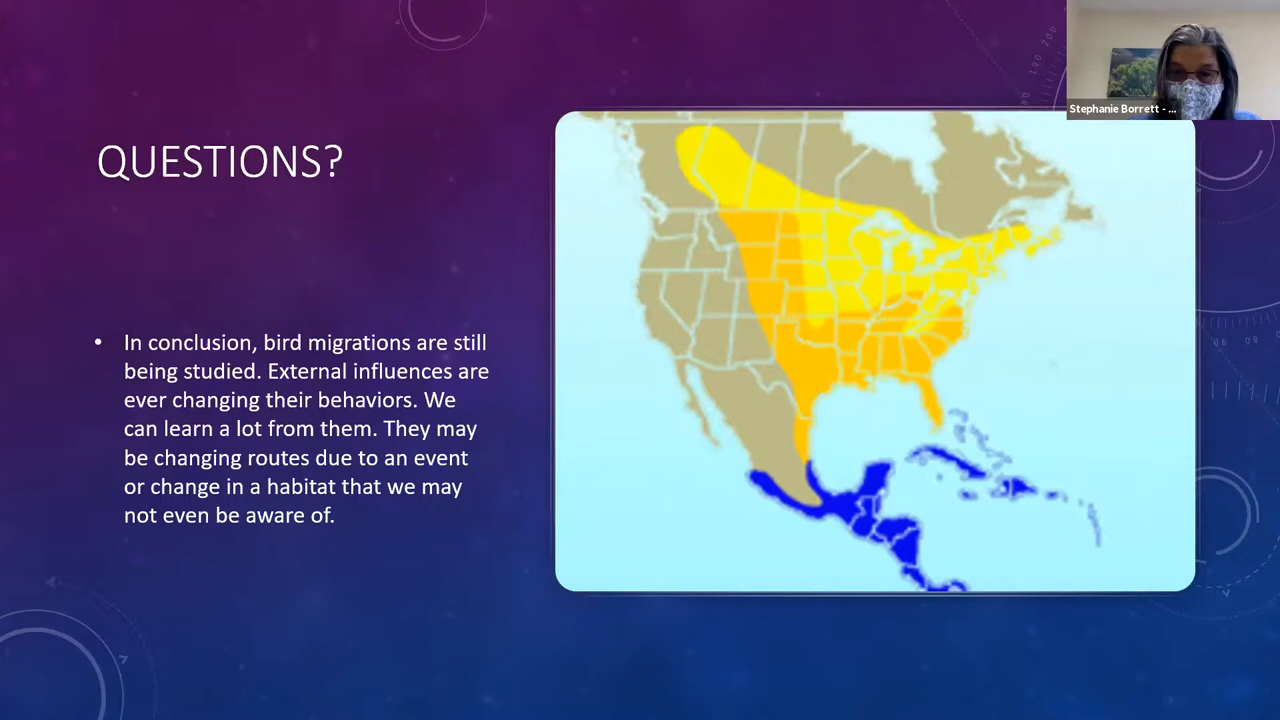 Stephanie Borrett - ...
QUESTIONS?
• In conclusion, bird migrations are still
being studied. External influences are
ever changing their behaviors. We
can learn a lot from them. They may
be changing routes due to an event
or change in a habitat that we may
not even be aware of.